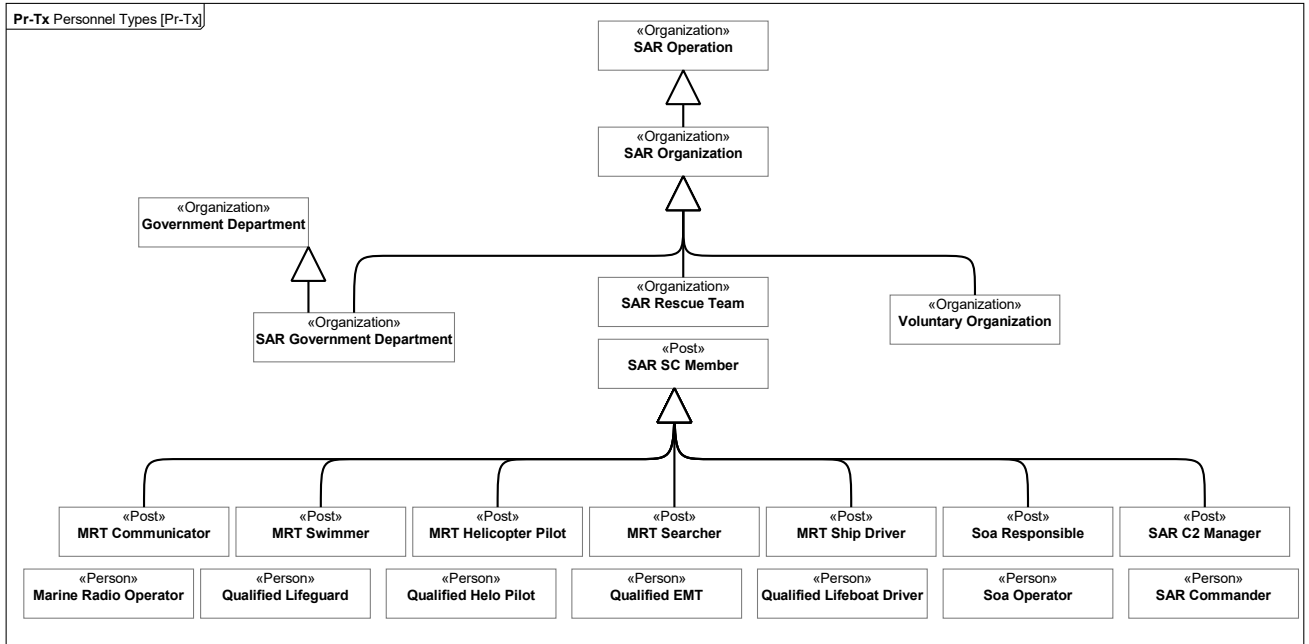 Pr-Tx Personnel Types [Pr-Tx]
«Organization»
SAR Operation
«Organization»
SAR Organization
«Organization»
Government Department
«Organization»
SAR Government Department
«Organization»
SAR Rescue Team
«Organization»
Voluntary Organization
«Post»
SAR SC Member
«Post»
MRT Communicator
«Post»
MRT Swimmer
«Post»
MRT Helicopter Pilot
«Post»
MRT Searcher
«Post»
MRT Ship Driver
«Post»
Soa Responsible
«Post»
SAR C2 Manager
«Person»
Marine Radio Operator
«Person»
Qualified Lifeguard
«Person»
Qualified Helo Pilot
«Person»
Qualified EMT
«Person»
Qualified Lifeboat Driver
«Person»
Soa Operator
«Person»
SAR Commander